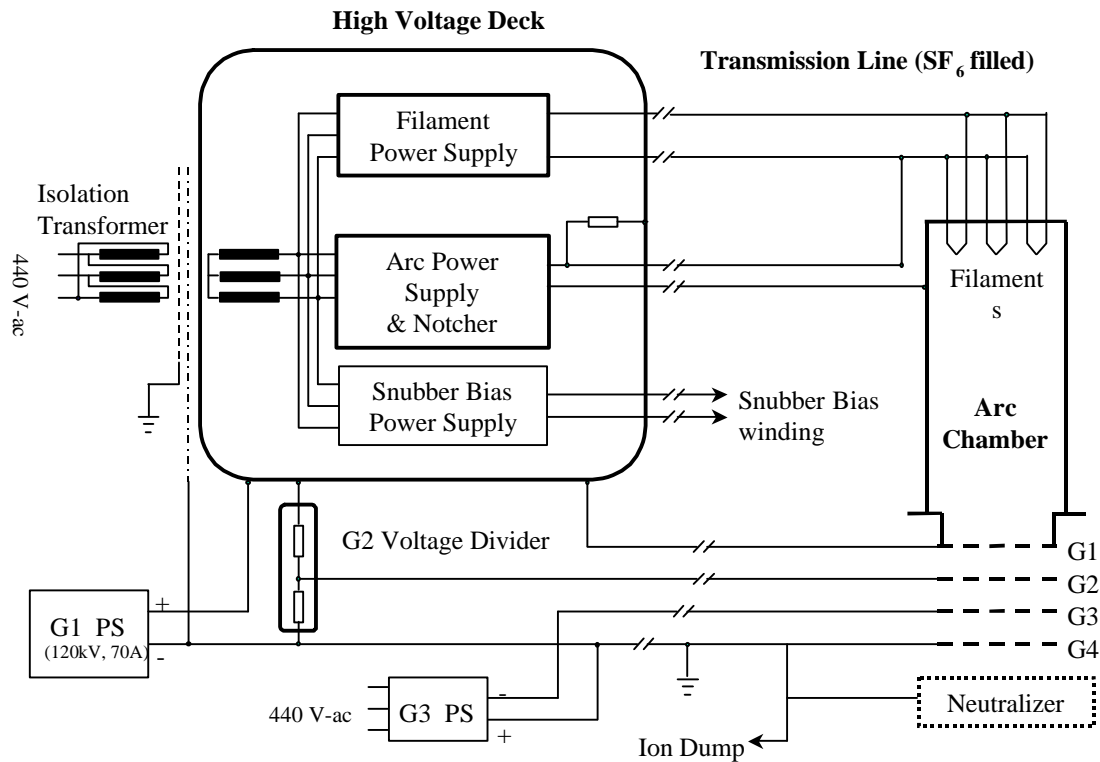 High Voltage Deck
Transmission Line (SF6 filled)
Filament
Power Supply
Isolation
Transformer
440 V-ac
Arc Power
Supply
& Notcher
Filament
s
Snubber Bias
Power Supply
Snubber Bias
winding
Arc
Chamber
G2 Voltage Divider
G1
G2
G3
G4
G1 PS
(120kV, 70A)
+
-
440 V-ac
G3 PS
-
+
Neutralizer
Ion Dump